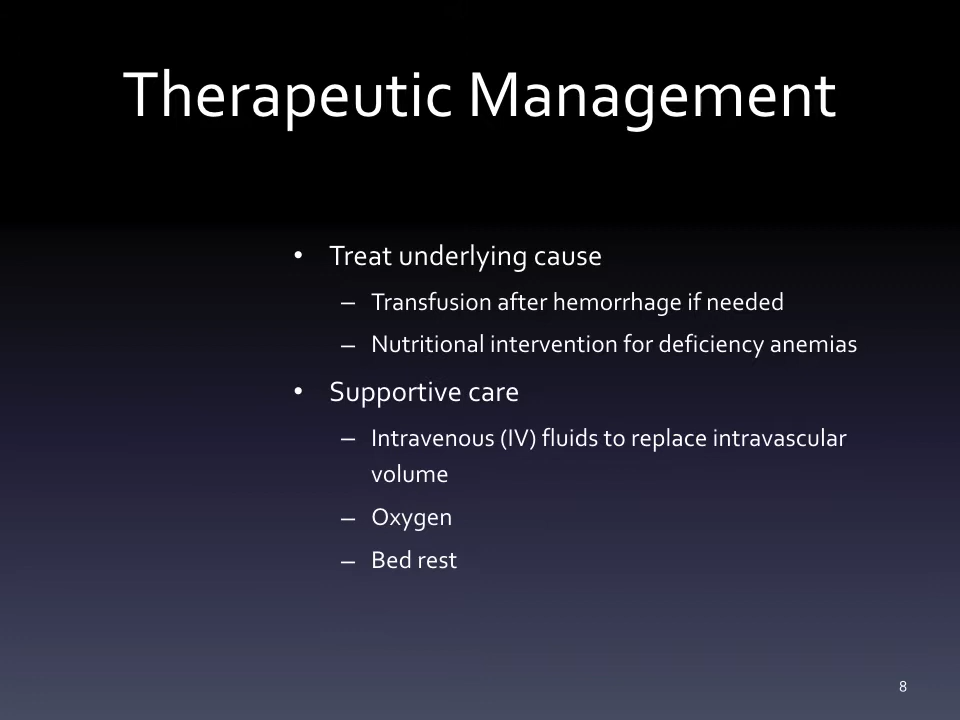 Therapeutic Management
• Treat underlying cause
– Transfusion after hemorrhage if needed
– Nutritional intervention for deficiency anemias
• Supportive care
– Intravenous (IV) fluids to replace intravascular
volume
– Oxygen
– Bed rest
8